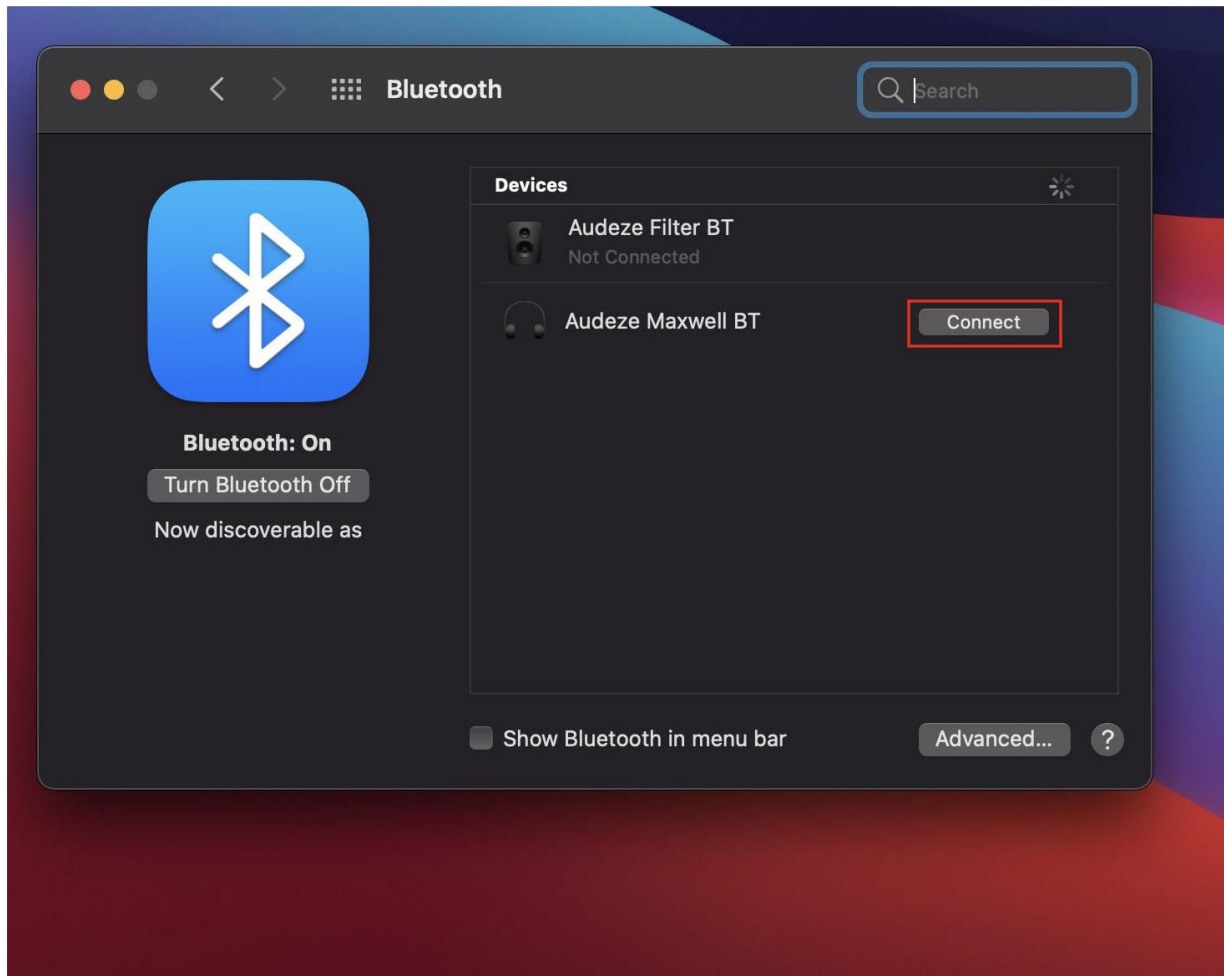 Bluetooth
Search
Bluetooth: On
Turn Bluetooth Off
Now discoverable as
Devices
Audeze Filter BT
Not Connected
Audeze Maxwell BT
Connect
Show Bluetooth in menu bar
Advanced...
?